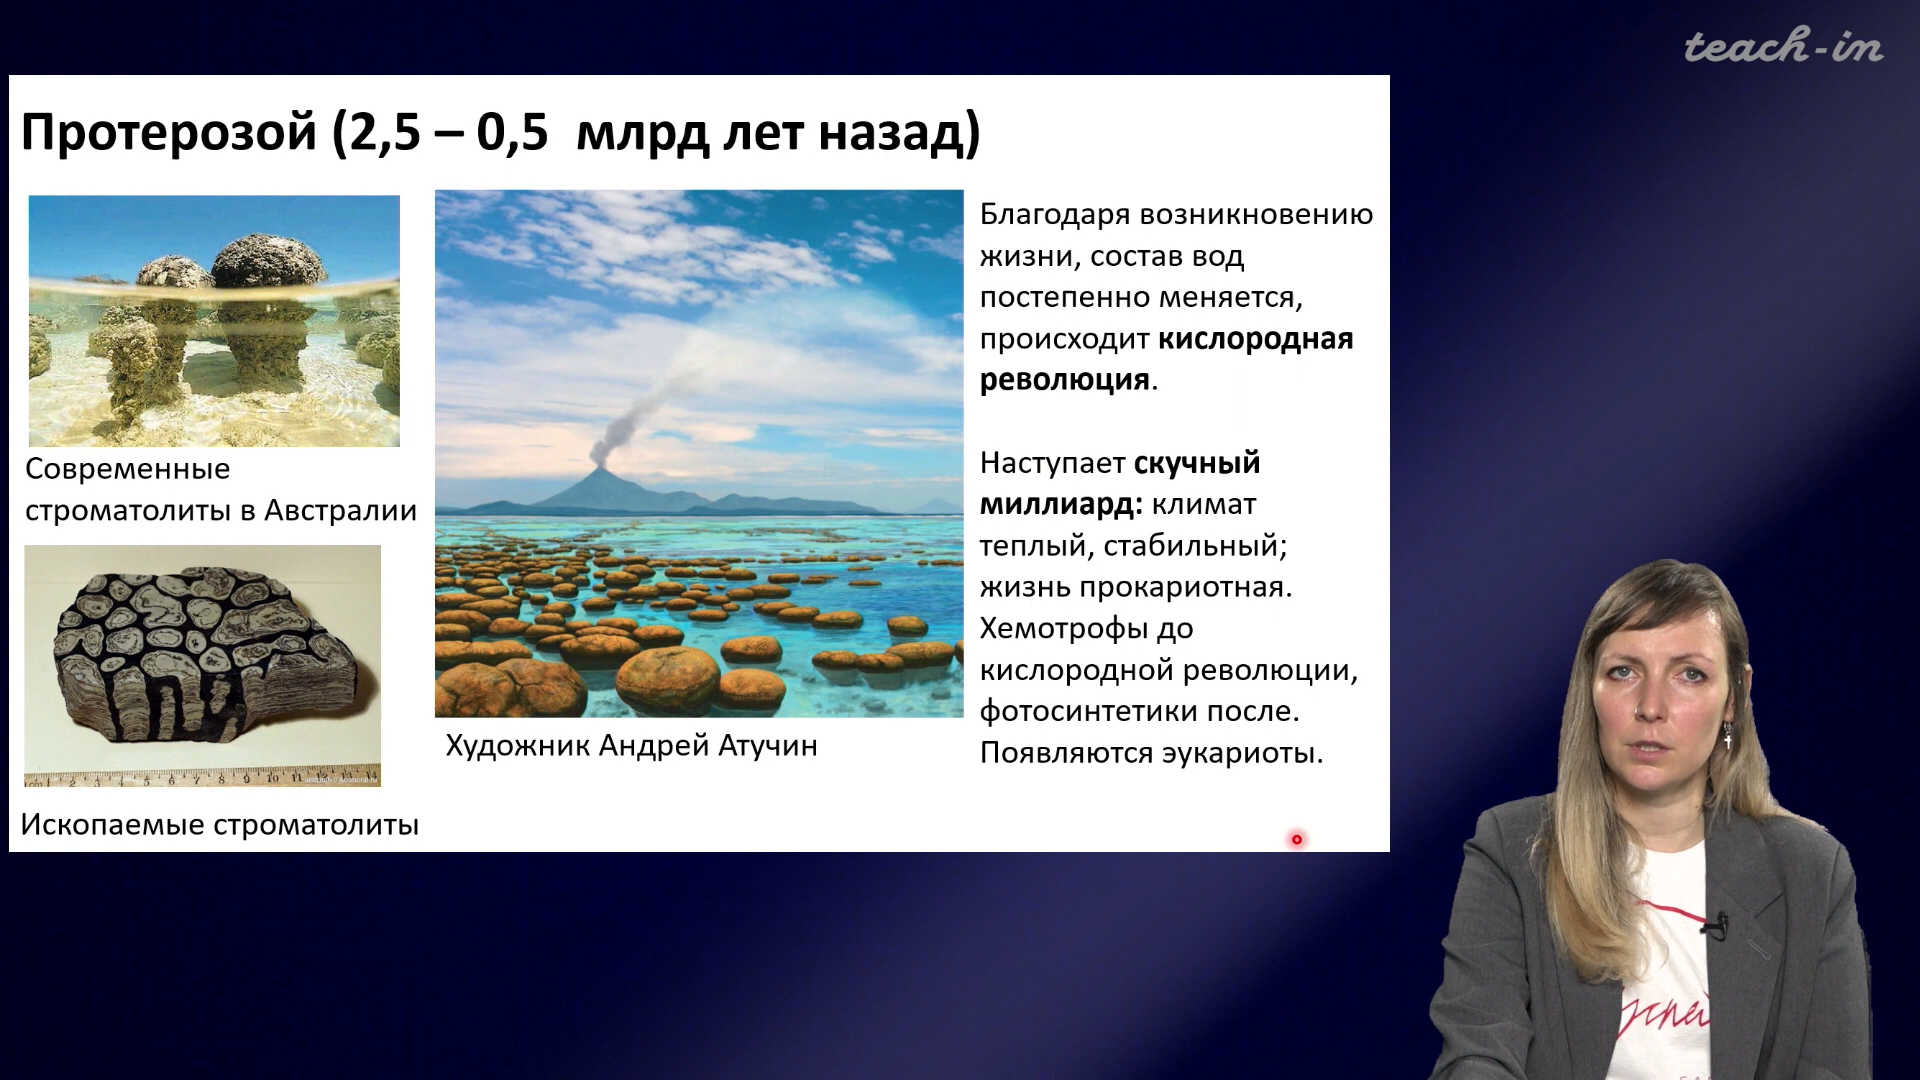 teach-in
Протерозой (2,5 – 0,5 млрд лет назад)
Современные
строматолиты в Австралии
Ископаемые строматолиты
Художник Андрей Атучин
Благодаря возникновению
жизни, состав вод
постепенно меняется,
происходит кислородная
революция.
Наступает скучный
миллиард: климат
теплый, стабильный;
жизнь прокариотная.
Хемотрофы до
кислородной революции,
фотосинтетики после.
Появляются эукариоты.